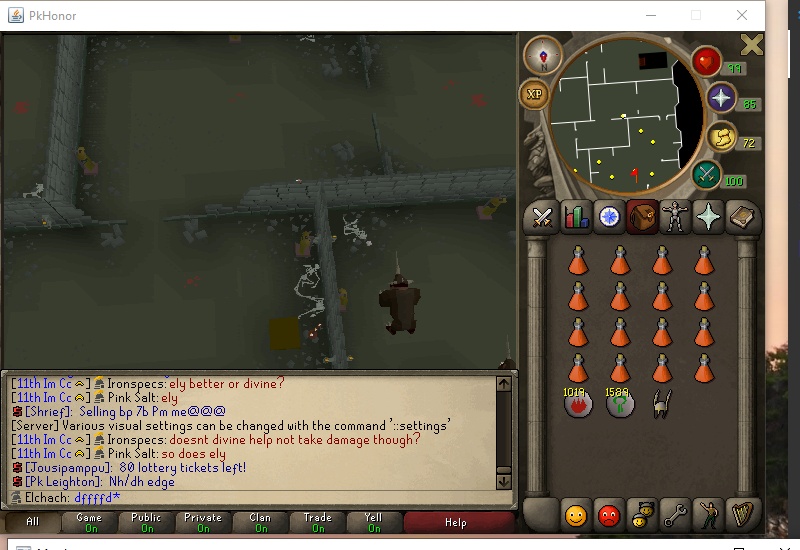 PkHonor
N
XP
99
85
72
100
1019
1589
[11th Im Cc] Ironspecs: ely better or divine?
[11th Im Cc] Pink Salt: ely
[Shrief]: Selling bp 7b Pm me@@@
[Server] Various visual settings can be changed with the command '::settings'
[11th Im Cc] Ironspecs: doesnt divine help not take damage though?
[11th Im Cc] Pink Salt: so does ely
[Jousipamppu]: 80 lottery tickets left!
[Pk Leighton]: Nh/dh edge
Elchach: dffffd*
All
Game
On
Public
On
Private
On
Clan
On
Trade
On
Yell
On
Help